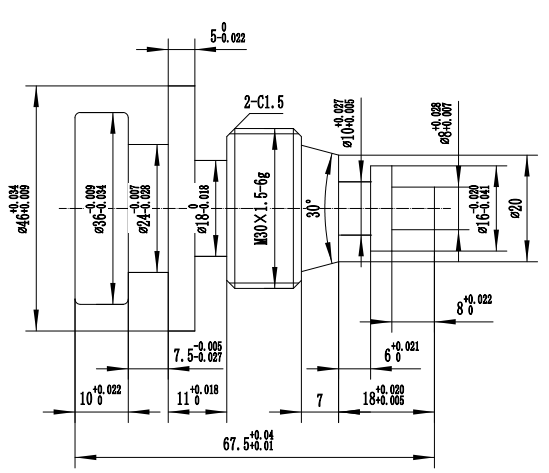 5 0 -0.022
2-C1.5
ø46+0.034 +0.009
ø36-0.009 -0.034
ø24-0.007 -0.028
ø18 0 -0.018
M30×1.5-6g
30°
ø10+0.027 +0.005
ø8+0.028 +0.007
ø16-0.020 -0.041
ø20
8+0.022 0
7.5-0.005 -0.027
6+0.021 0
10+0.022 0
11+0.018 0
7
18+0.020 +0.005
67.5+0.04 +0.01